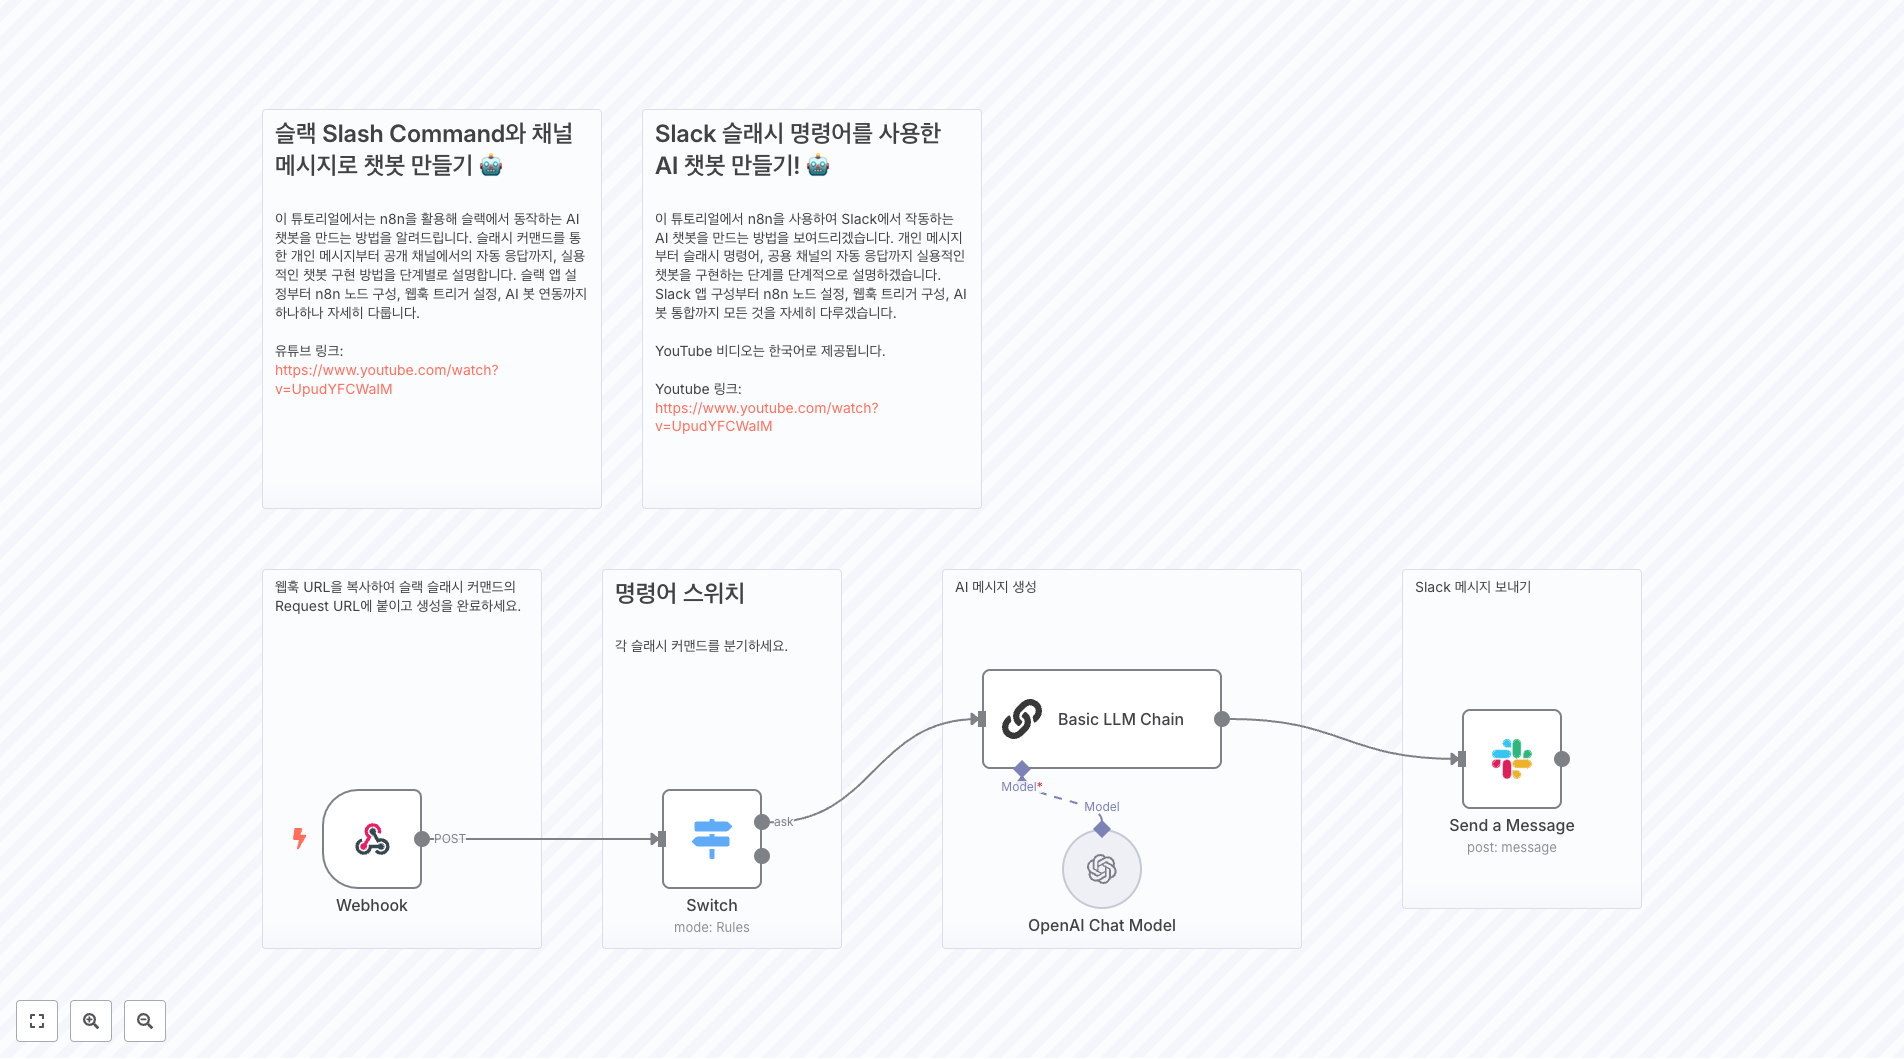 슬랙 Slash Command와 채널
메시지로 챗봇 만들기 🤖
이 튜토리얼에서는 n8n을 활용해 슬랙에서 동작하는 AI
챗봇을 만드는 방법을 알려드립니다. 슬래시 커맨드를 통
한 개인 메시지부터 공개 채널에서의 자동 응답까지, 실용
적인 챗봇 구현 방법을 단계별로 설명합니다. 슬랙 앱 설
정부터 n8n 노드 구성, 웹훅 트리거 설정, AI 봇 연동까지
하나하나 자세히 다룹니다.
유튜브 링크:
https://www.youtube.com/watch?
v=UpudYFCWaIM
Slack 슬래시 명령어를 사용한
AI 챗봇 만들기! 🤖
이 튜토리얼에서 n8n을 사용하여 Slack에서 작동하는
AI 챗봇을 만드는 방법을 보여드리겠습니다. 개인 메시지
부터 슬래시 명령어, 공용 채널의 자동 응답까지 실용적인
챗봇을 구현하는 단계를 단계적으로 설명하겠습니다.
Slack 앱 구성부터 n8n 노드 설정, 웹훅 트리거 구성, AI
봇 통합까지 모든 것을 자세히 다루겠습니다.
YouTube 비디오는 한국어로 제공됩니다.
Youtube 링크:
https://www.youtube.com/watch?
v=UpudYFCWaIM
웹훅 URL을 복사하여 슬랙 슬래시 커맨드의
Request URL에 붙이고 생성을 완료하세요.
POST
Webhook
명령어 스위치
각 슬래시 커맨드를 분기하세요.
ask
Switch
mode: Rules
AI 메시지 생성
Basic LLM Chain
Model*
Model
OpenAI Chat Model
Slack 메시지 보내기
Send a Message
post: message